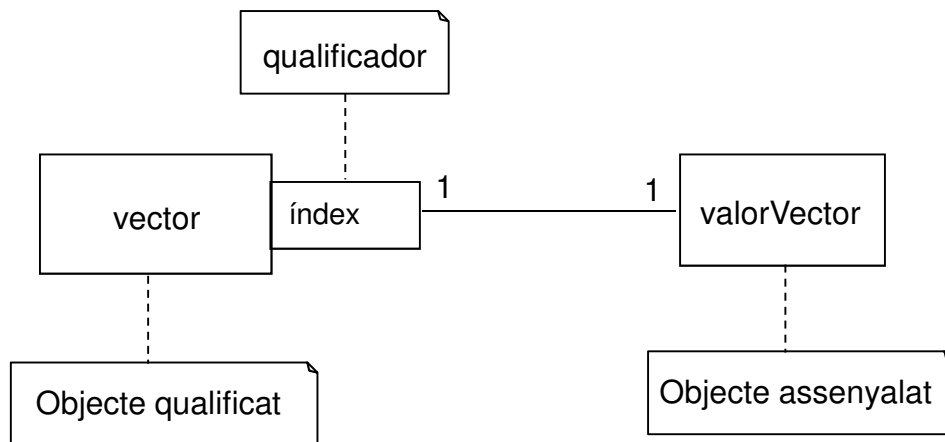 qualificador
vector
índex
1
1
valorVector
Objecte qualificat
Objecte assenyalat